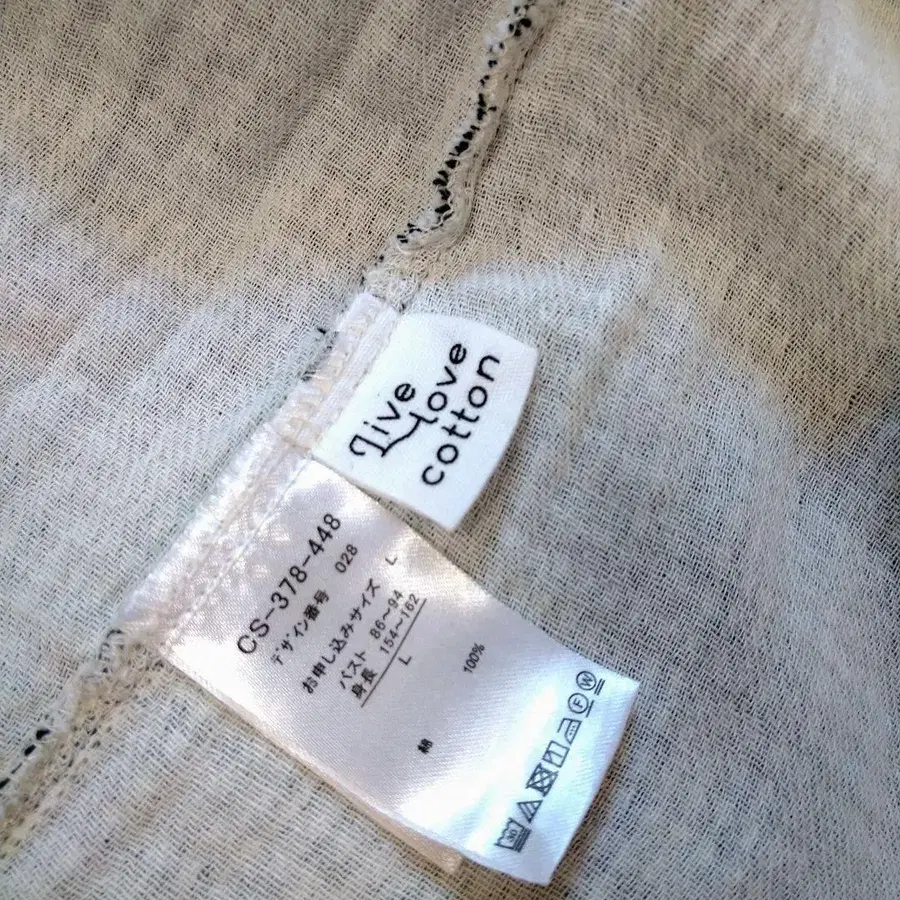 Live
love
cotton
CS-378-448
デザイン番号 028
お申し込みサイズ L
バスト 86～94
身長 154～162
L
綿 100%
30
F W